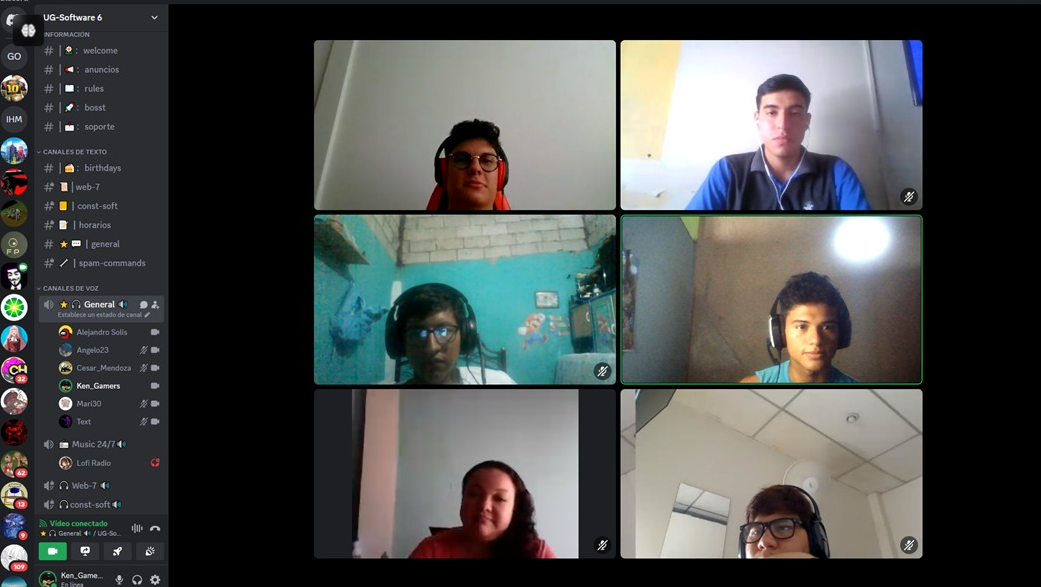 UG-Software 6
INFORMACIÓN
# | : welcome
# | : anuncios
# | : rules
# | : bosst
# | : soporte
CANALES DE TEXTO
# | : birthdays
# | web-7
# | const-soft
# | horarios
# ⭐ 💬 | general
# | spam-commands
CANALES DE VOZ
General
Establece un estado de canal
Alejandro Solis
Angelo23
Cesar_Mendoza
Ken_Gamers
Mari30
Text
Music 24/7
Lofi Radio
Web-7
const-soft
Vídeo conectado
General / UG-So...
Ken_Game...
En línea
GO
10
IHM
FP
CH
32
62
13
9
109